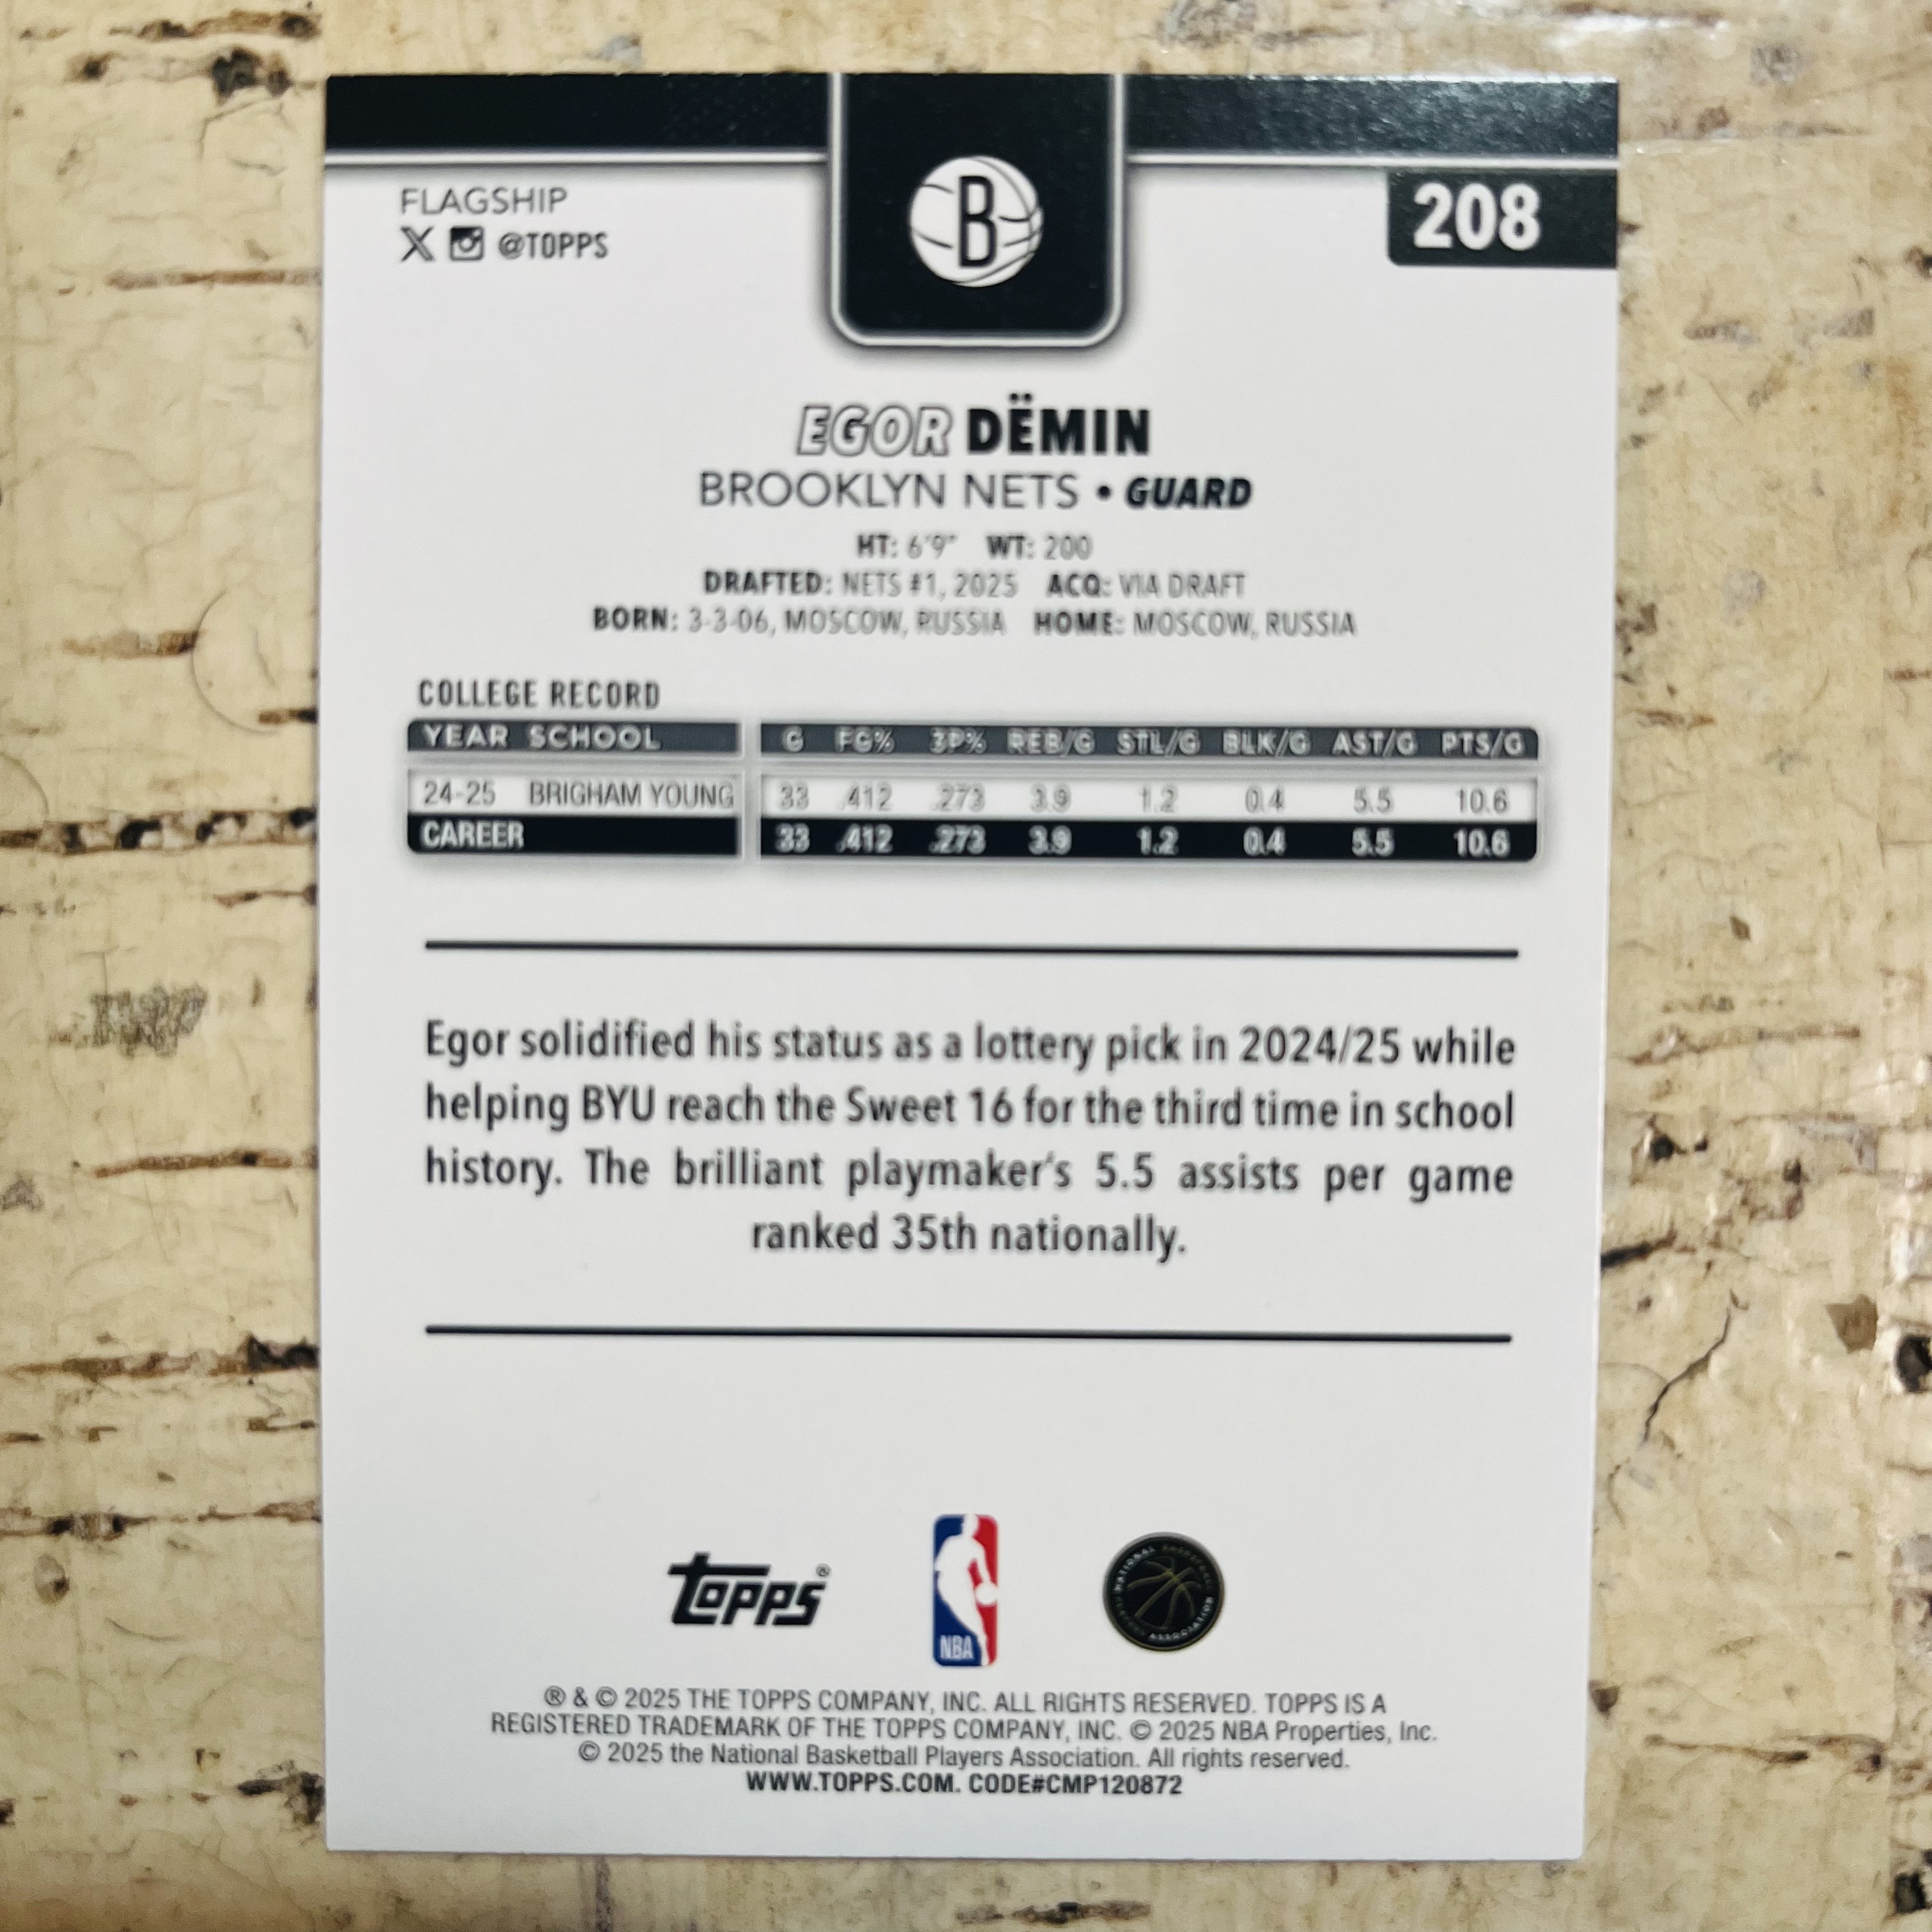 FLAGSHIP
X @TOPPS
B
208
EGOR DËMIN
BROOKLYN NETS • GUARD
HT: 6'9" WT: 200
DRAFTED: NETS #1, 2025 ACQ: VIA DRAFT
BORN: 3-3-06, MOSCOW, RUSSIA HOME: MOSCOW, RUSSIA
COLLEGE RECORD
YEAR SCHOOL G FG% 3P% REB/G STL/G BLK/G AST/G PTS/G
24-25 BRIGHAM YOUNG 33 .412 .273 3.9 1.2 0.4 5.5 10.6
CAREER 33 .412 .273 3.9 1.2 0.4 5.5 10.6
Egor solidified his status as a lottery pick in 2024/25 while
helping BYU reach the Sweet 16 for the third time in school
history. The brilliant playmaker's 5.5 assists per game
ranked 35th nationally.
topps®
NBA
NATIONAL BASKETBALL PLAYERS ASSOCIATION
® & © 2025 THE TOPPS COMPANY, INC. ALL RIGHTS RESERVED. TOPPS IS A
REGISTERED TRADEMARK OF THE TOPPS COMPANY, INC. © 2025 NBA Properties, Inc.
© 2025 the National Basketball Players Association. All rights reserved.
WWW.TOPPS.COM. CODE#CMP120872